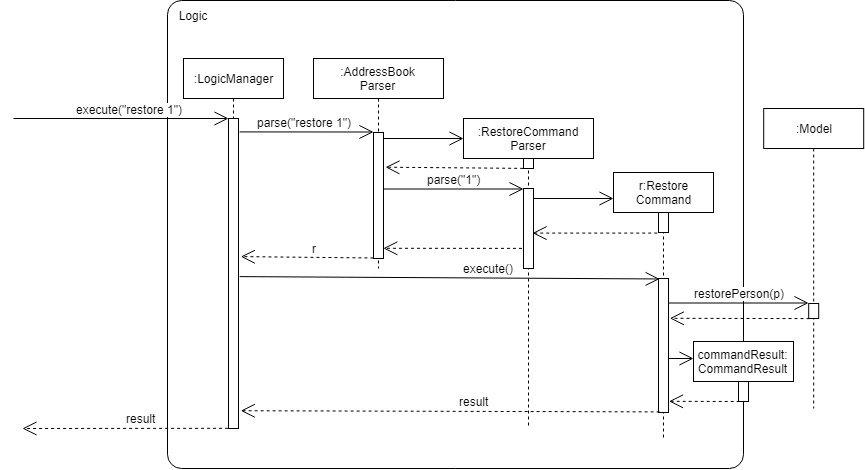 Logic
:LogicManager
:AddressBook
Parser
execute("restore 1")
parse("restore 1")
:RestoreCommand
Parser
:Model
parse("1")
r:Restore
Command
r
execute()
restorePerson(p)
commandResult:
CommandResult
result
result